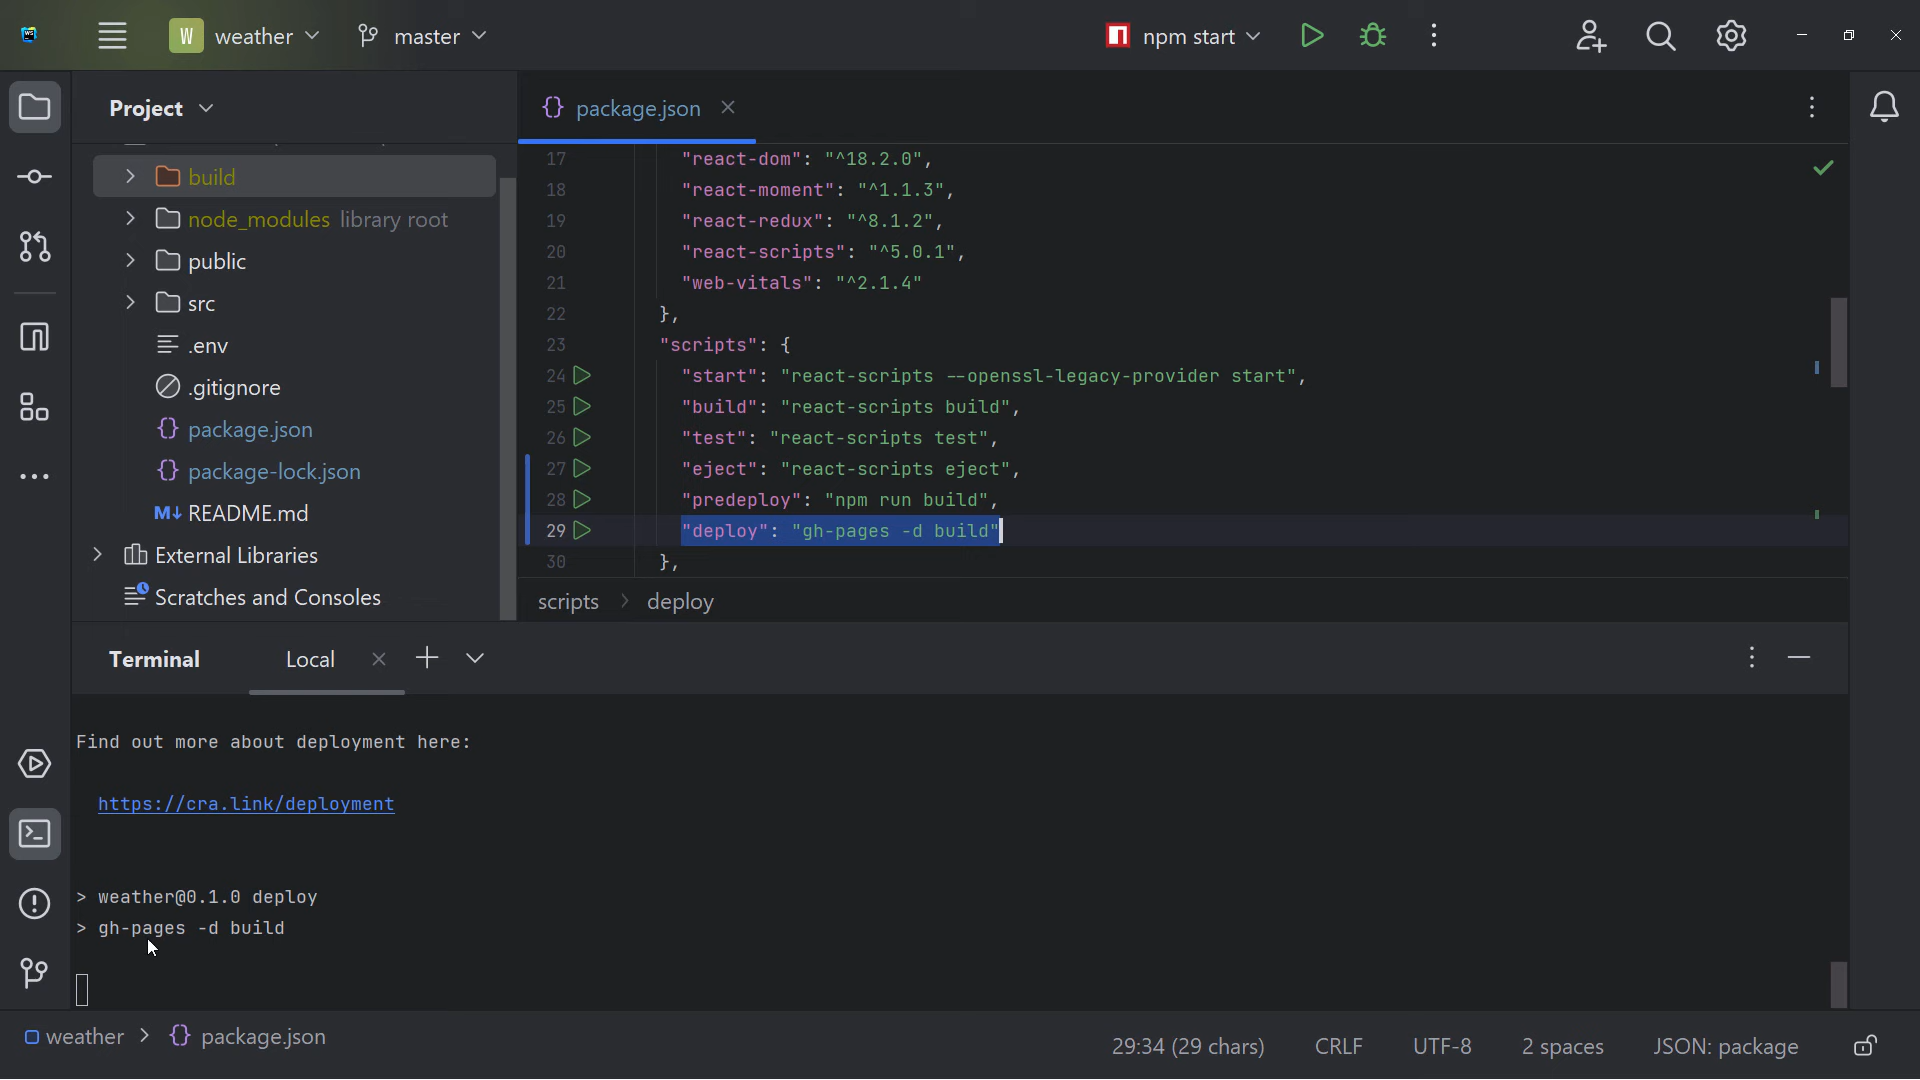 WS
W weather
master
npm start
Project
package.json
build
node_modules library root
public
src
.env
.gitignore
package.json
package-lock.json
M↓ README.md
External Libraries
Scratches and Consoles
17 "react-dom": "^18.2.0",
18 "react-moment": "^1.1.3",
19 "react-redux": "^8.1.2",
20 "react-scripts": "^5.0.1",
21 "web-vitals": "^2.1.4"
22 },
23 "scripts": {
24 "start": "react-scripts --openssl-legacy-provider start",
25 "build": "react-scripts build",
26 "test": "react-scripts test",
27 "eject": "react-scripts eject",
28 "predeploy": "npm run build",
29 "deploy": "gh-pages -d build"
30 },
scripts > deploy
Terminal Local
Find out more about deployment here:
https://cra.link/deployment
> weather@0.1.0 deploy
> gh-pages -d build
weather > {} package.json
29:34 (29 chars) CRLF UTF-8 2 spaces JSON: package